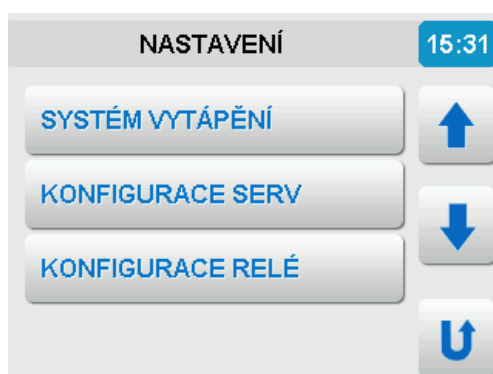 NASTAVENÍ
15:31
SYSTÉM VYTÁPĚNÍ
KONFIGURACE SERV
KONFIGURACE RELÉ